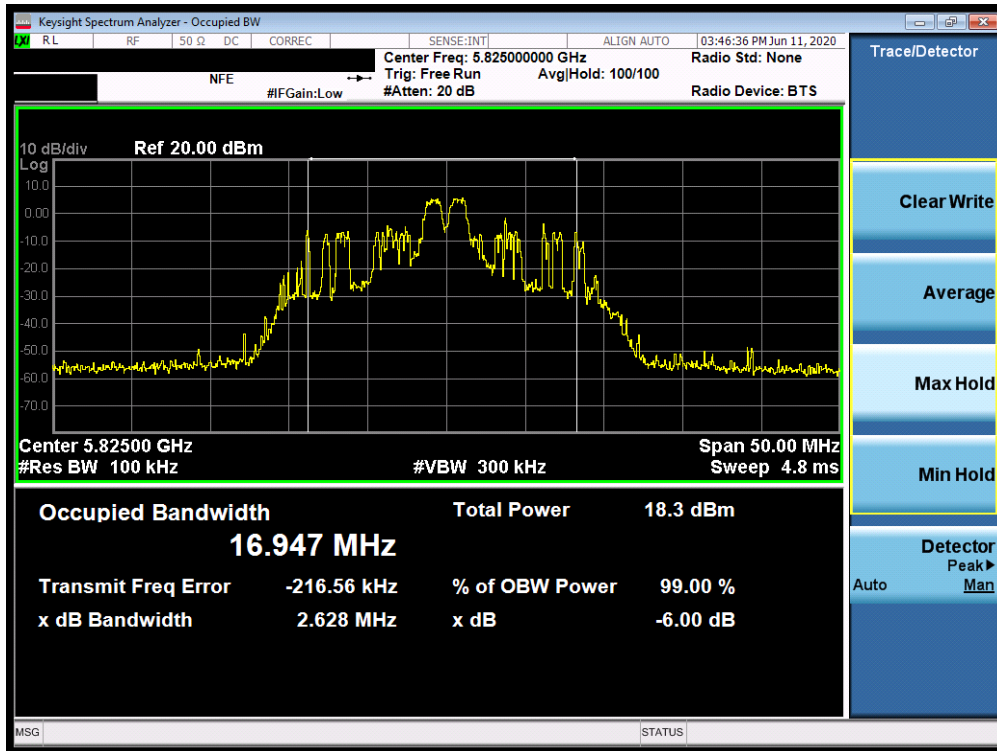 Keysight Spectrum Analyzer - Occupied BW
LXI RL RF 50 Ω DC CORREC SENSE:INT ALIGN AUTO 03:46:36 PM Jun 11, 2020
Center Freq: 5.825000000 GHz Radio Std: None
NFE Trig: Free Run Avg|Hold: 100/100
#IFGain:Low #Atten: 20 dB Radio Device: BTS
Trace/Detector
10 dB/div Ref 20.00 dBm
Log
10.0
0.00
-10.0
-20.0
-30.0
-40.0
-50.0
-60.0
-70.0
Center 5.82500 GHz Span 50.00 MHz
#Res BW 100 kHz #VBW 300 kHz Sweep 4.8 ms
Occupied Bandwidth Total Power 18.3 dBm
16.947 MHz
Transmit Freq Error -216.56 kHz % of OBW Power 99.00 %
x dB Bandwidth 2.628 MHz x dB -6.00 dB
Clear Write
Average
Max Hold
Min Hold
Detector
Peak▶
Auto Man
MSG STATUS